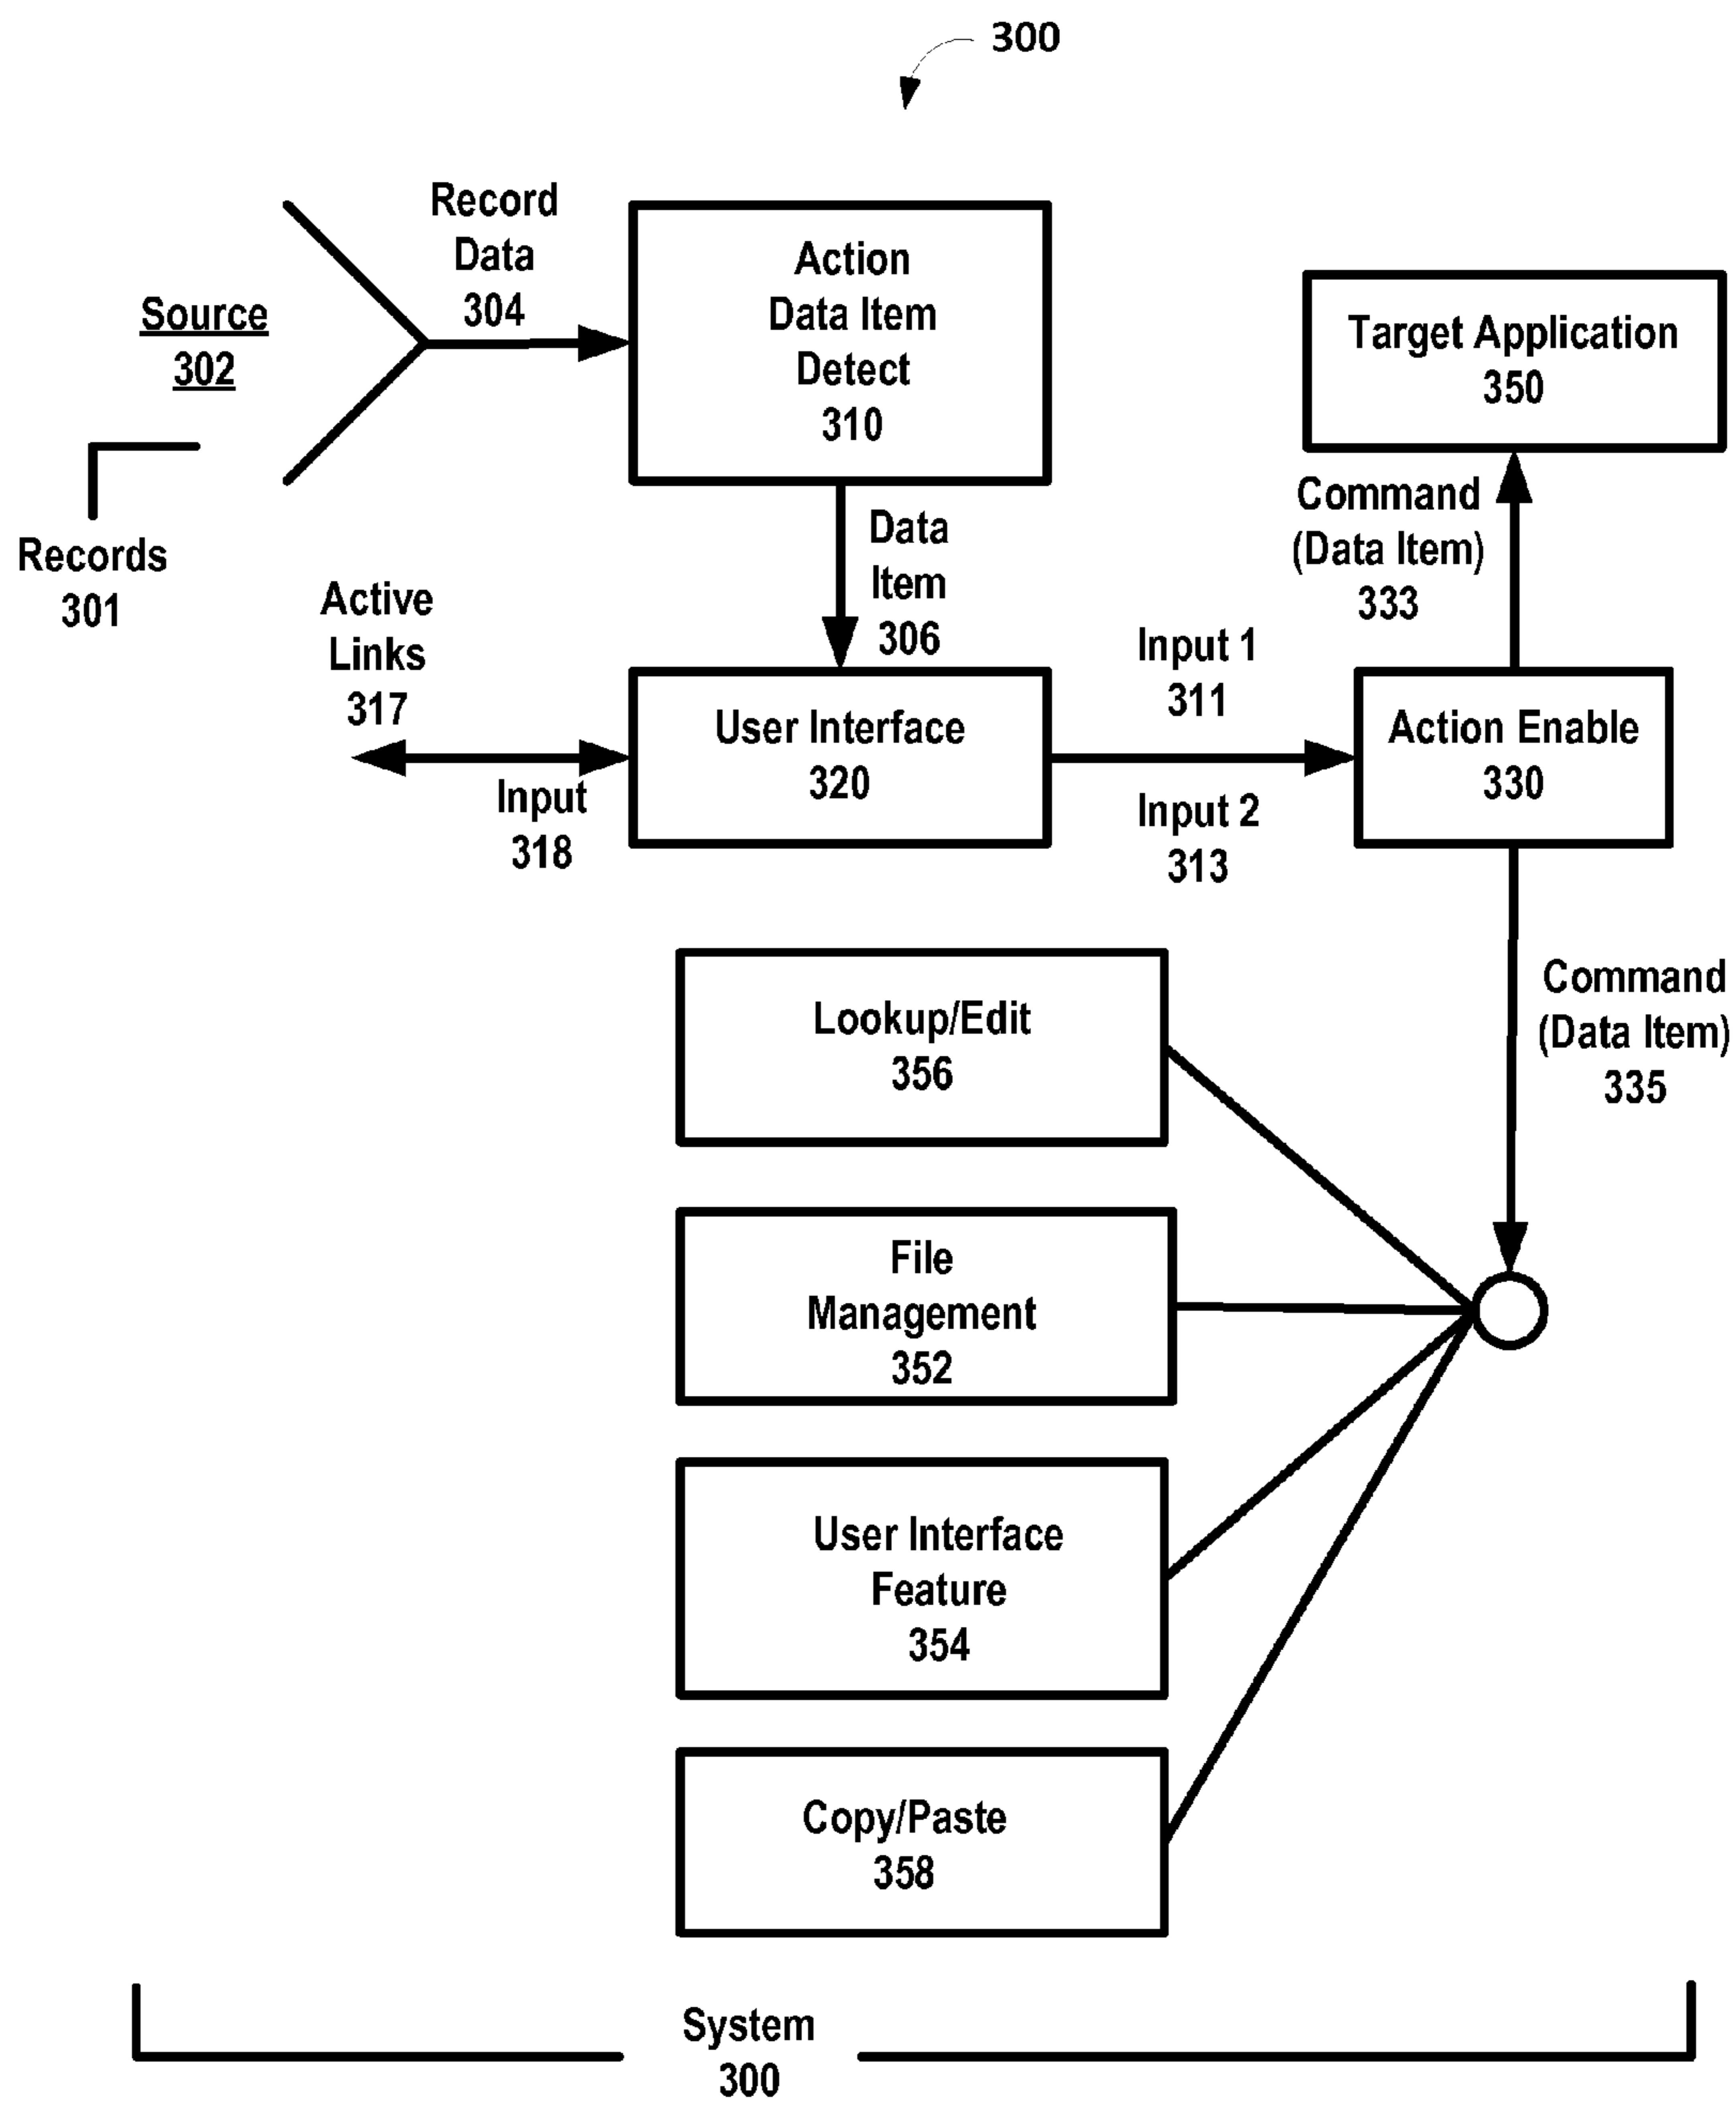 300
Record
Data
304
Source
302
Records
301
Action
Data Item
Detect
310
Target Application
350
Data
Item
306
Command
(Data Item)
333
Active
Links
317
Input
318
User Interface
320
Input 1
311
Input 2
313
Action Enable
330
Command
(Data Item)
335
Lookup/Edit
356
File
Management
352
User Interface
Feature
354
Copy/Paste
358
System
300